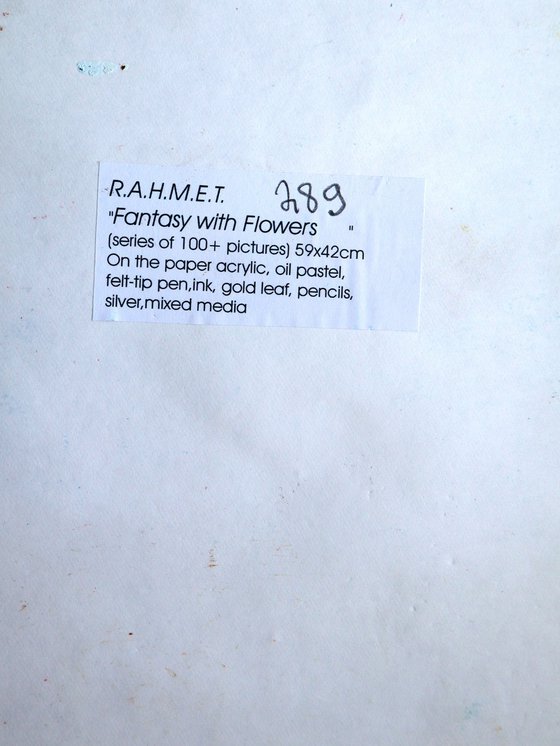 R.A.H.M.E.T. 289
"Fantasy with Flowers "
(series of 100+ pictures) 59x42cm
On the paper acrylic, oil pastel,
felt-tip pen,ink, gold leaf, pencils,
silver,mixed media